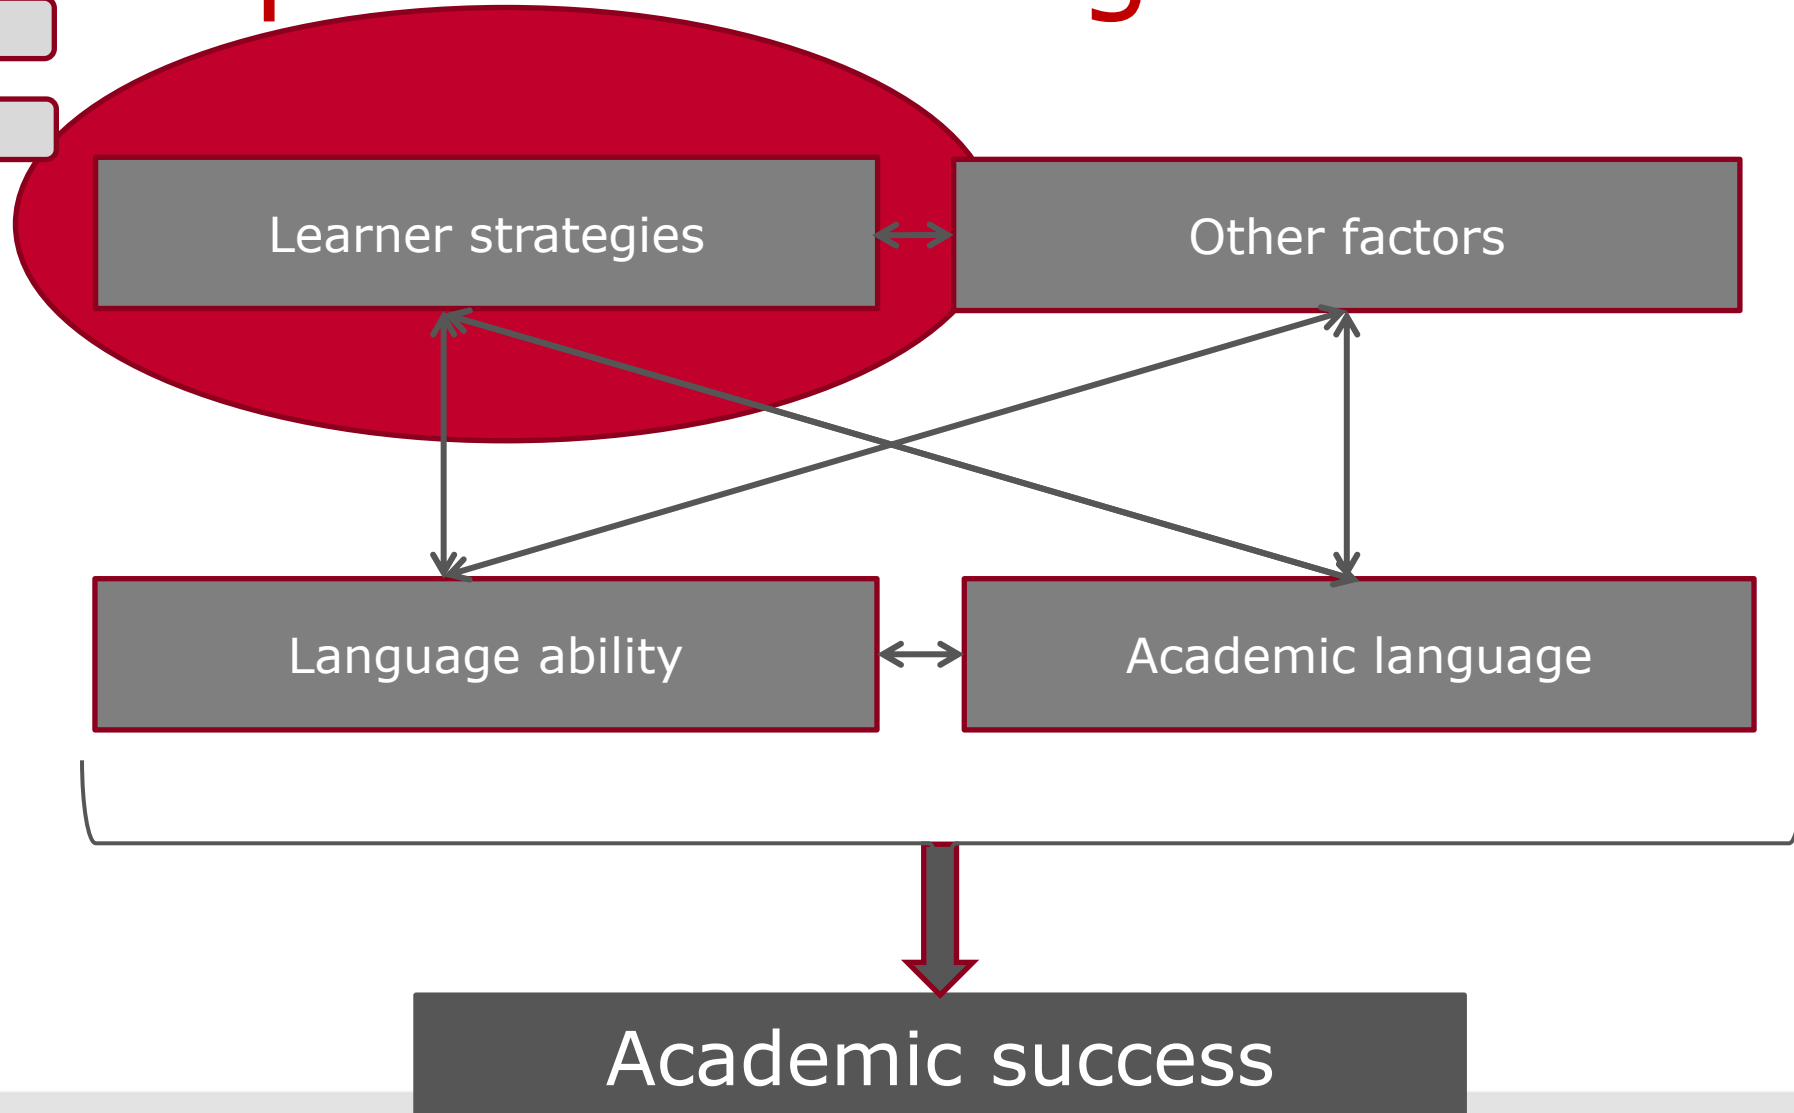 Learner strategies
Other factors
Language ability
Academic language
Academic success